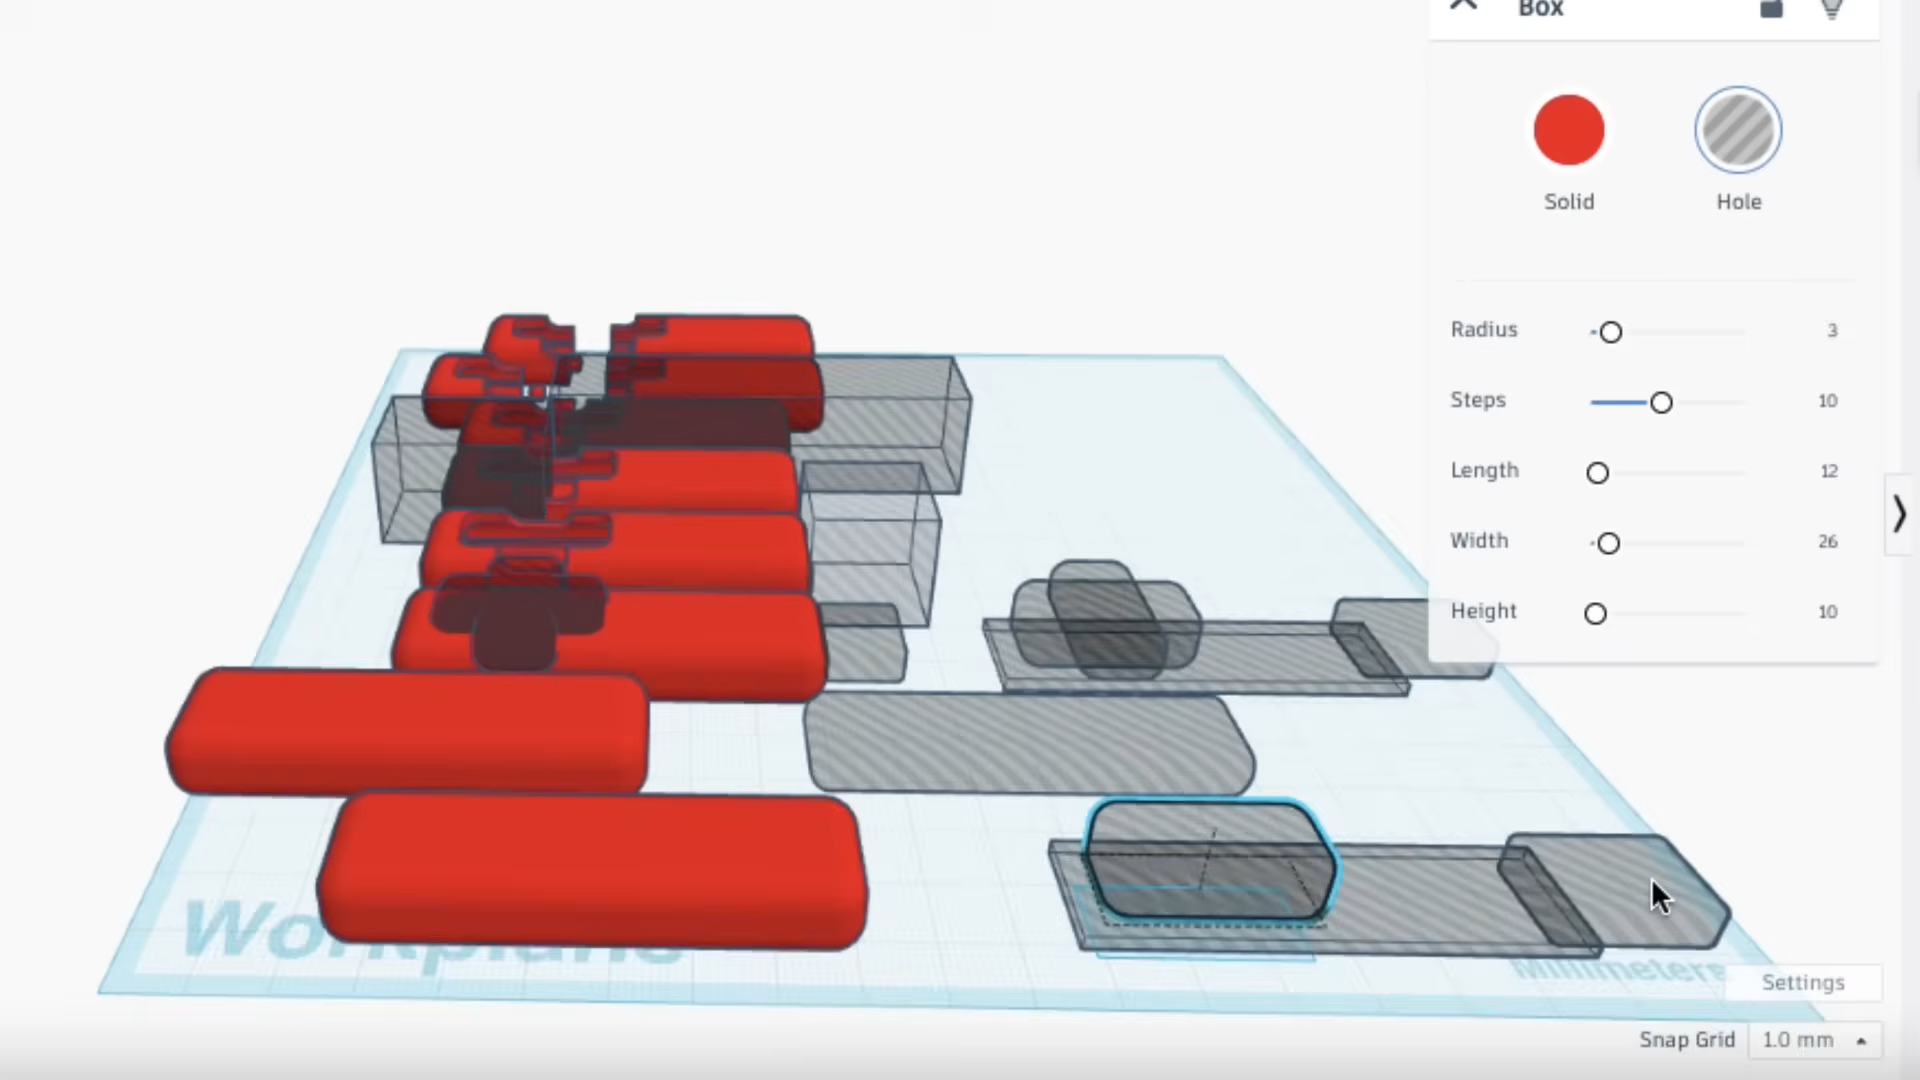 Box
Solid
Hole
Radius 3
Steps 10
Length 12
Width 26
Height 10
Workplane
Millimeters
Settings
Snap Grid 1.0 mm